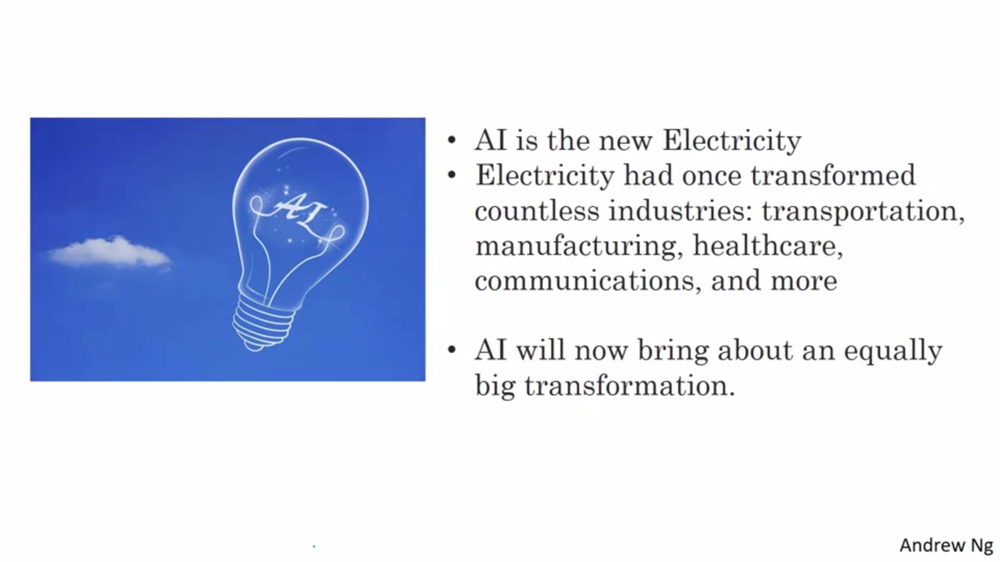 AI
• AI is the new Electricity
• Electricity had once transformed
countless industries: transportation,
manufacturing, healthcare,
communications, and more
• AI will now bring about an equally
big transformation.
Andrew Ng